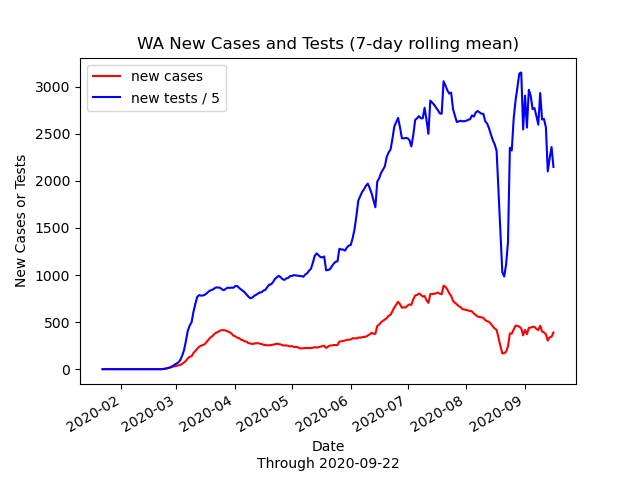 WA New Cases and Tests (7-day rolling mean)
new cases
new tests / 5
New Cases or Tests
3000
2500
2000
1500
1000
500
0
2020-02
2020-03
2020-04
2020-05
2020-06
2020-07
2020-08
2020-09
Date
Through 2020-09-22